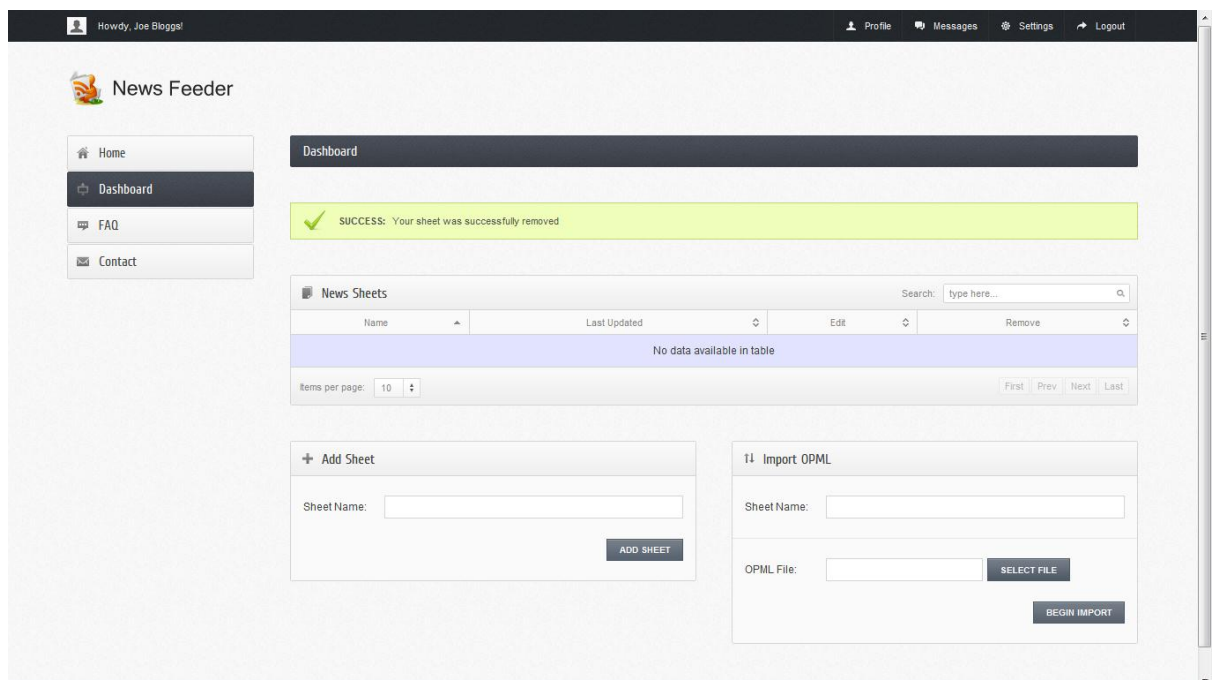 Howdy, Joe Bloggs! Profile Messages Settings Logout
News Feeder
Home
Dashboard
FAQ
Contact
Dashboard
SUCCESS: Your sheet was successfully removed
News Sheets Search: type here...
Name Last Updated Edit Remove
No data available in table
Items per page: 10 First Prev Next Last
Add Sheet
Sheet Name:
ADD SHEET
Import OPML
Sheet Name:
OPML File: SELECT FILE
BEGIN IMPORT